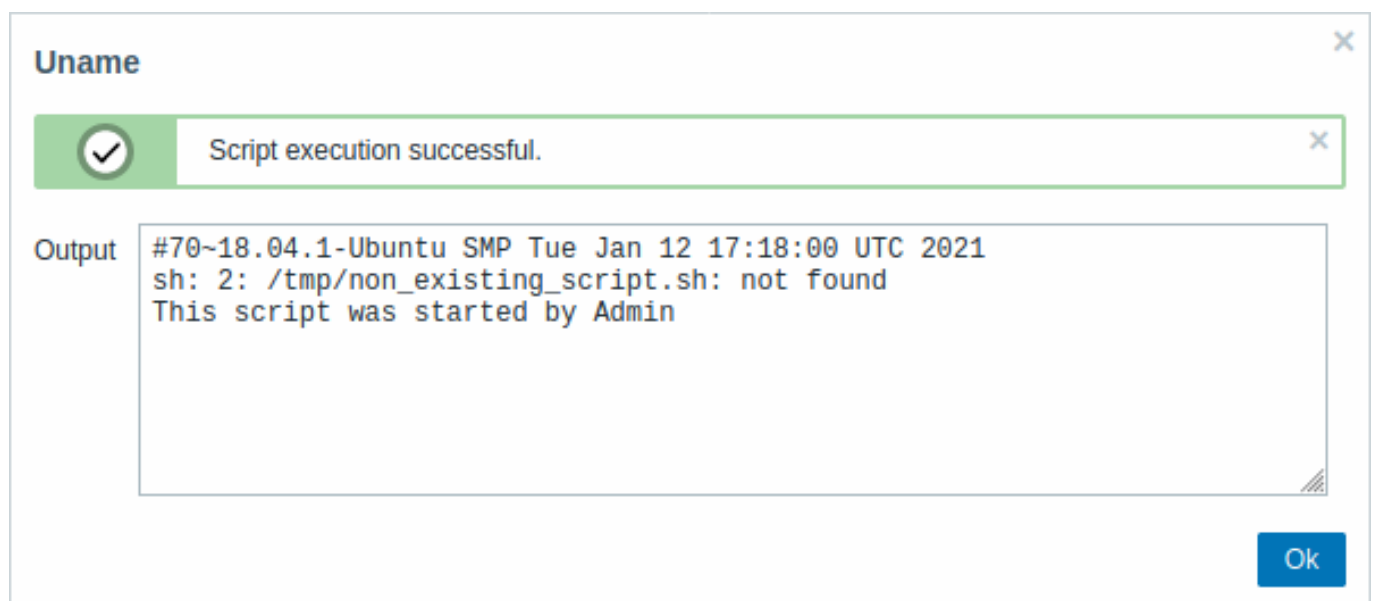 Uname
Script execution successful.
Output
#70~18.04.1-Ubuntu SMP Tue Jan 12 17:18:00 UTC 2021
sh: 2: /tmp/non_existing_script.sh: not found
This script was started by Admin
Ok